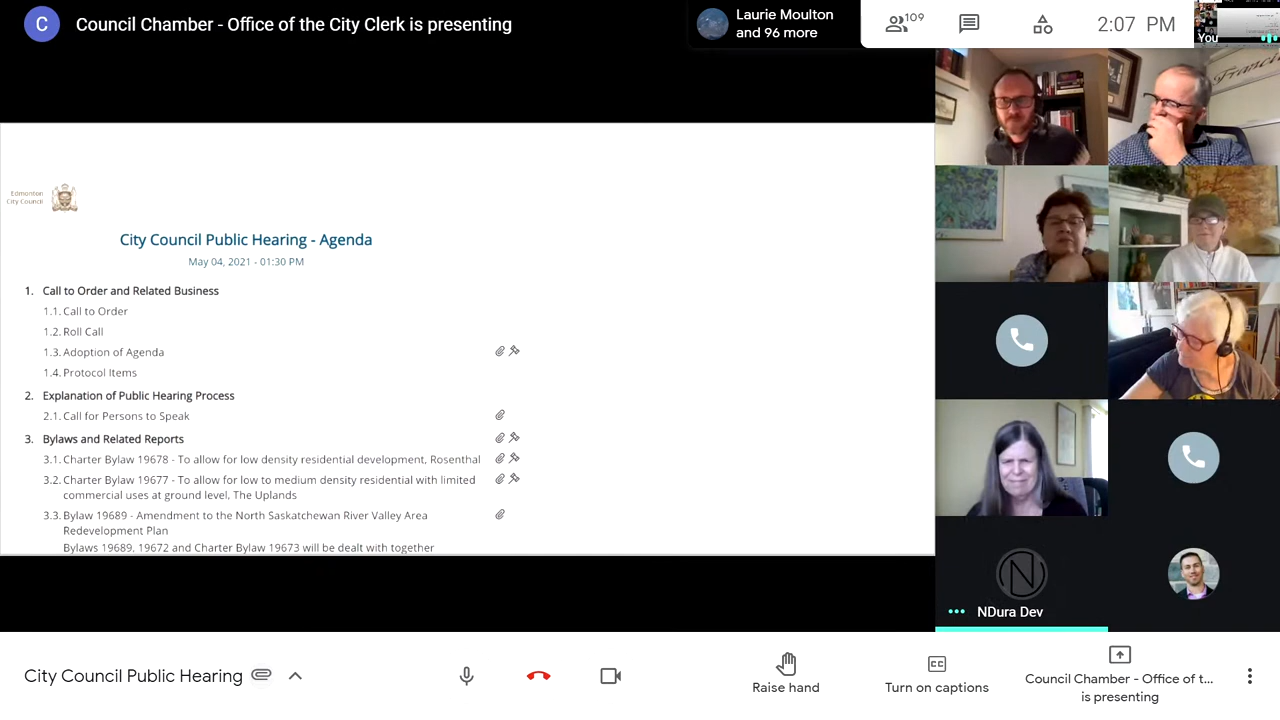 C
Council Chamber - Office of the City Clerk is presenting
Laurie Moulton
and 96 more
109
2:07 PM
You
Francis
Edmonton
City Council
City Council Public Hearing - Agenda
May 04, 2021 - 01:30 PM
1. Call to Order and Related Business
1.1. Call to Order
1.2. Roll Call
1.3. Adoption of Agenda
1.4. Protocol Items
2. Explanation of Public Hearing Process
2.1. Call for Persons to Speak
3. Bylaws and Related Reports
3.1. Charter Bylaw 19678 - To allow for low density residential development, Rosenthal
3.2. Charter Bylaw 19677 - To allow for low to medium density residential with limited
commercial uses at ground level, The Uplands
3.3. Bylaw 19689 - Amendment to the North Saskatchewan River Valley Area
Redevelopment Plan
Bylaws 19689, 19672 and Charter Bylaw 19673 will be dealt with together
N
NDura Dev
City Council Public Hearing
Raise hand
CC
Turn on captions
Council Chamber - Office of t...
is presenting